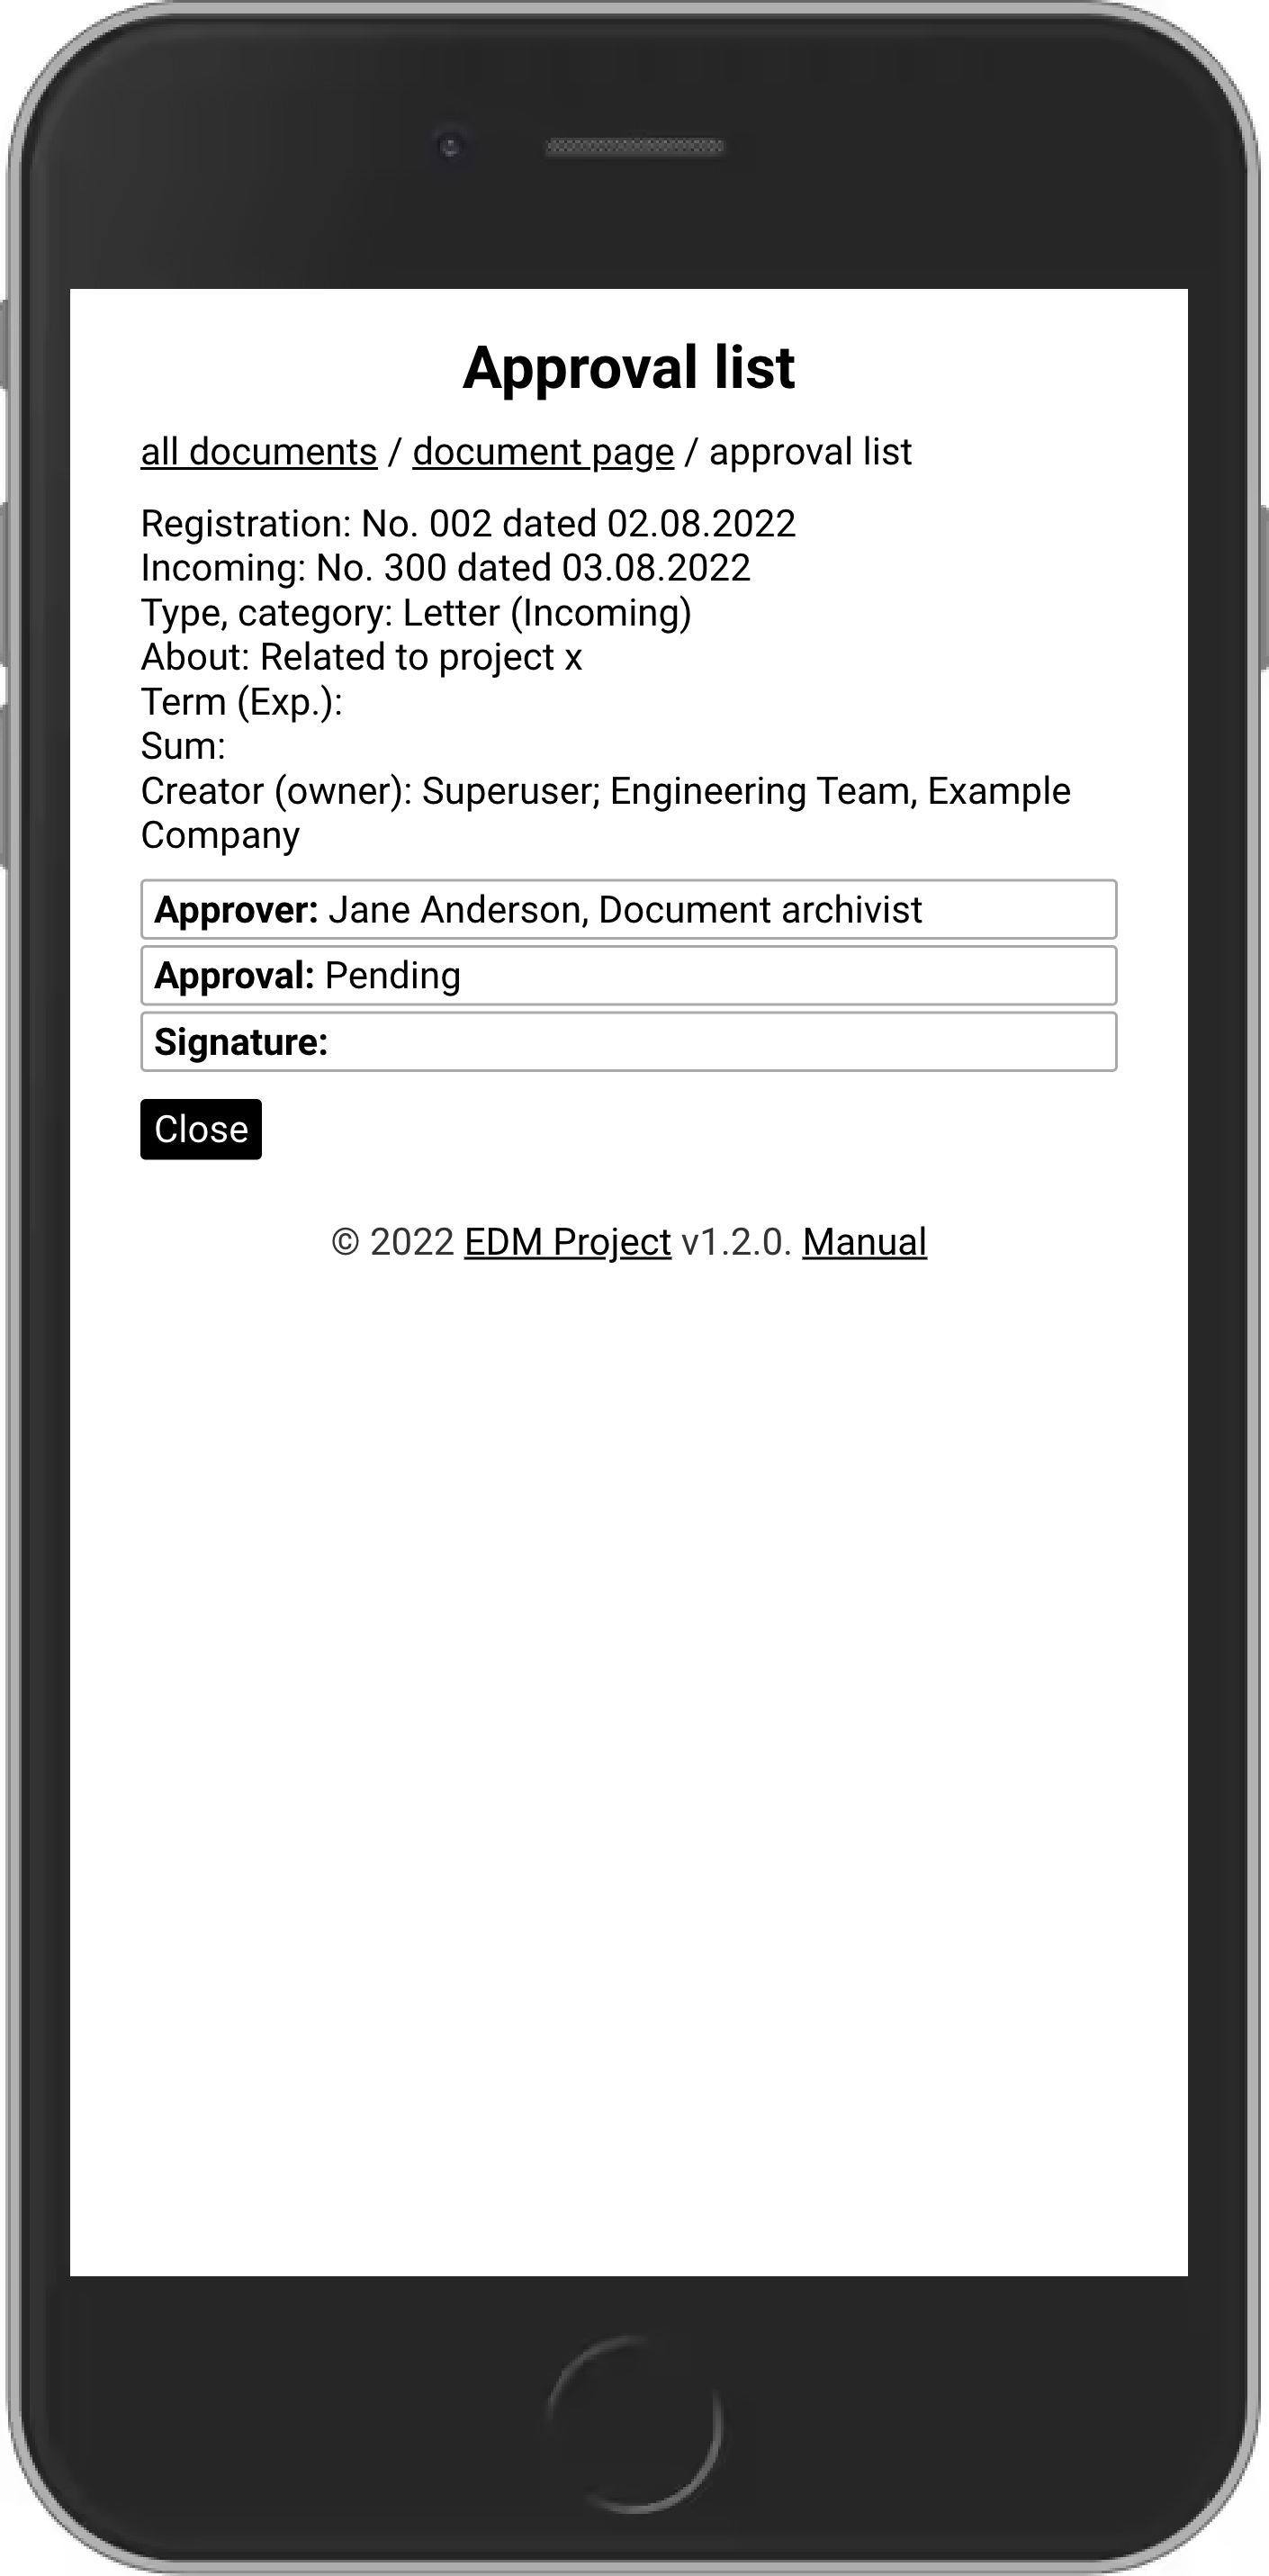 Approval list
all documents / document page / approval list
Registration: No. 002 dated 02.08.2022
Incoming: No. 300 dated 03.08.2022
Type, category: Letter (Incoming)
About: Related to project x
Term (Exp.):
Sum:
Creator (owner): Superuser; Engineering Team, Example
Company
Approver: Jane Anderson, Document archivist
Approval: Pending
Signature:
Close
© 2022 EDM Project v1.2.0. Manual